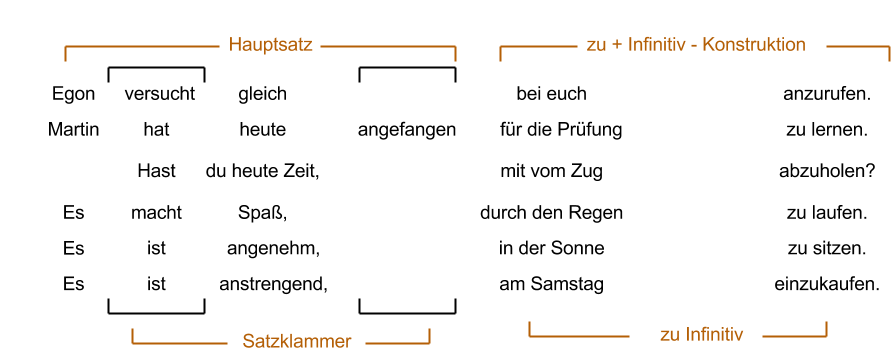 Hauptsatz zu + Infinitiv - Konstruktion
Egon versucht gleich bei euch anzurufen.
Martin hat heute angefangen für die Prüfung zu lernen.
Hast du heute Zeit, mit vom Zug abzuholen?
Es macht Spaß, durch den Regen zu laufen.
Es ist angenehm, in der Sonne zu sitzen.
Es ist anstrengend, am Samstag einzukaufen.
Satzklammer zu Infinitiv